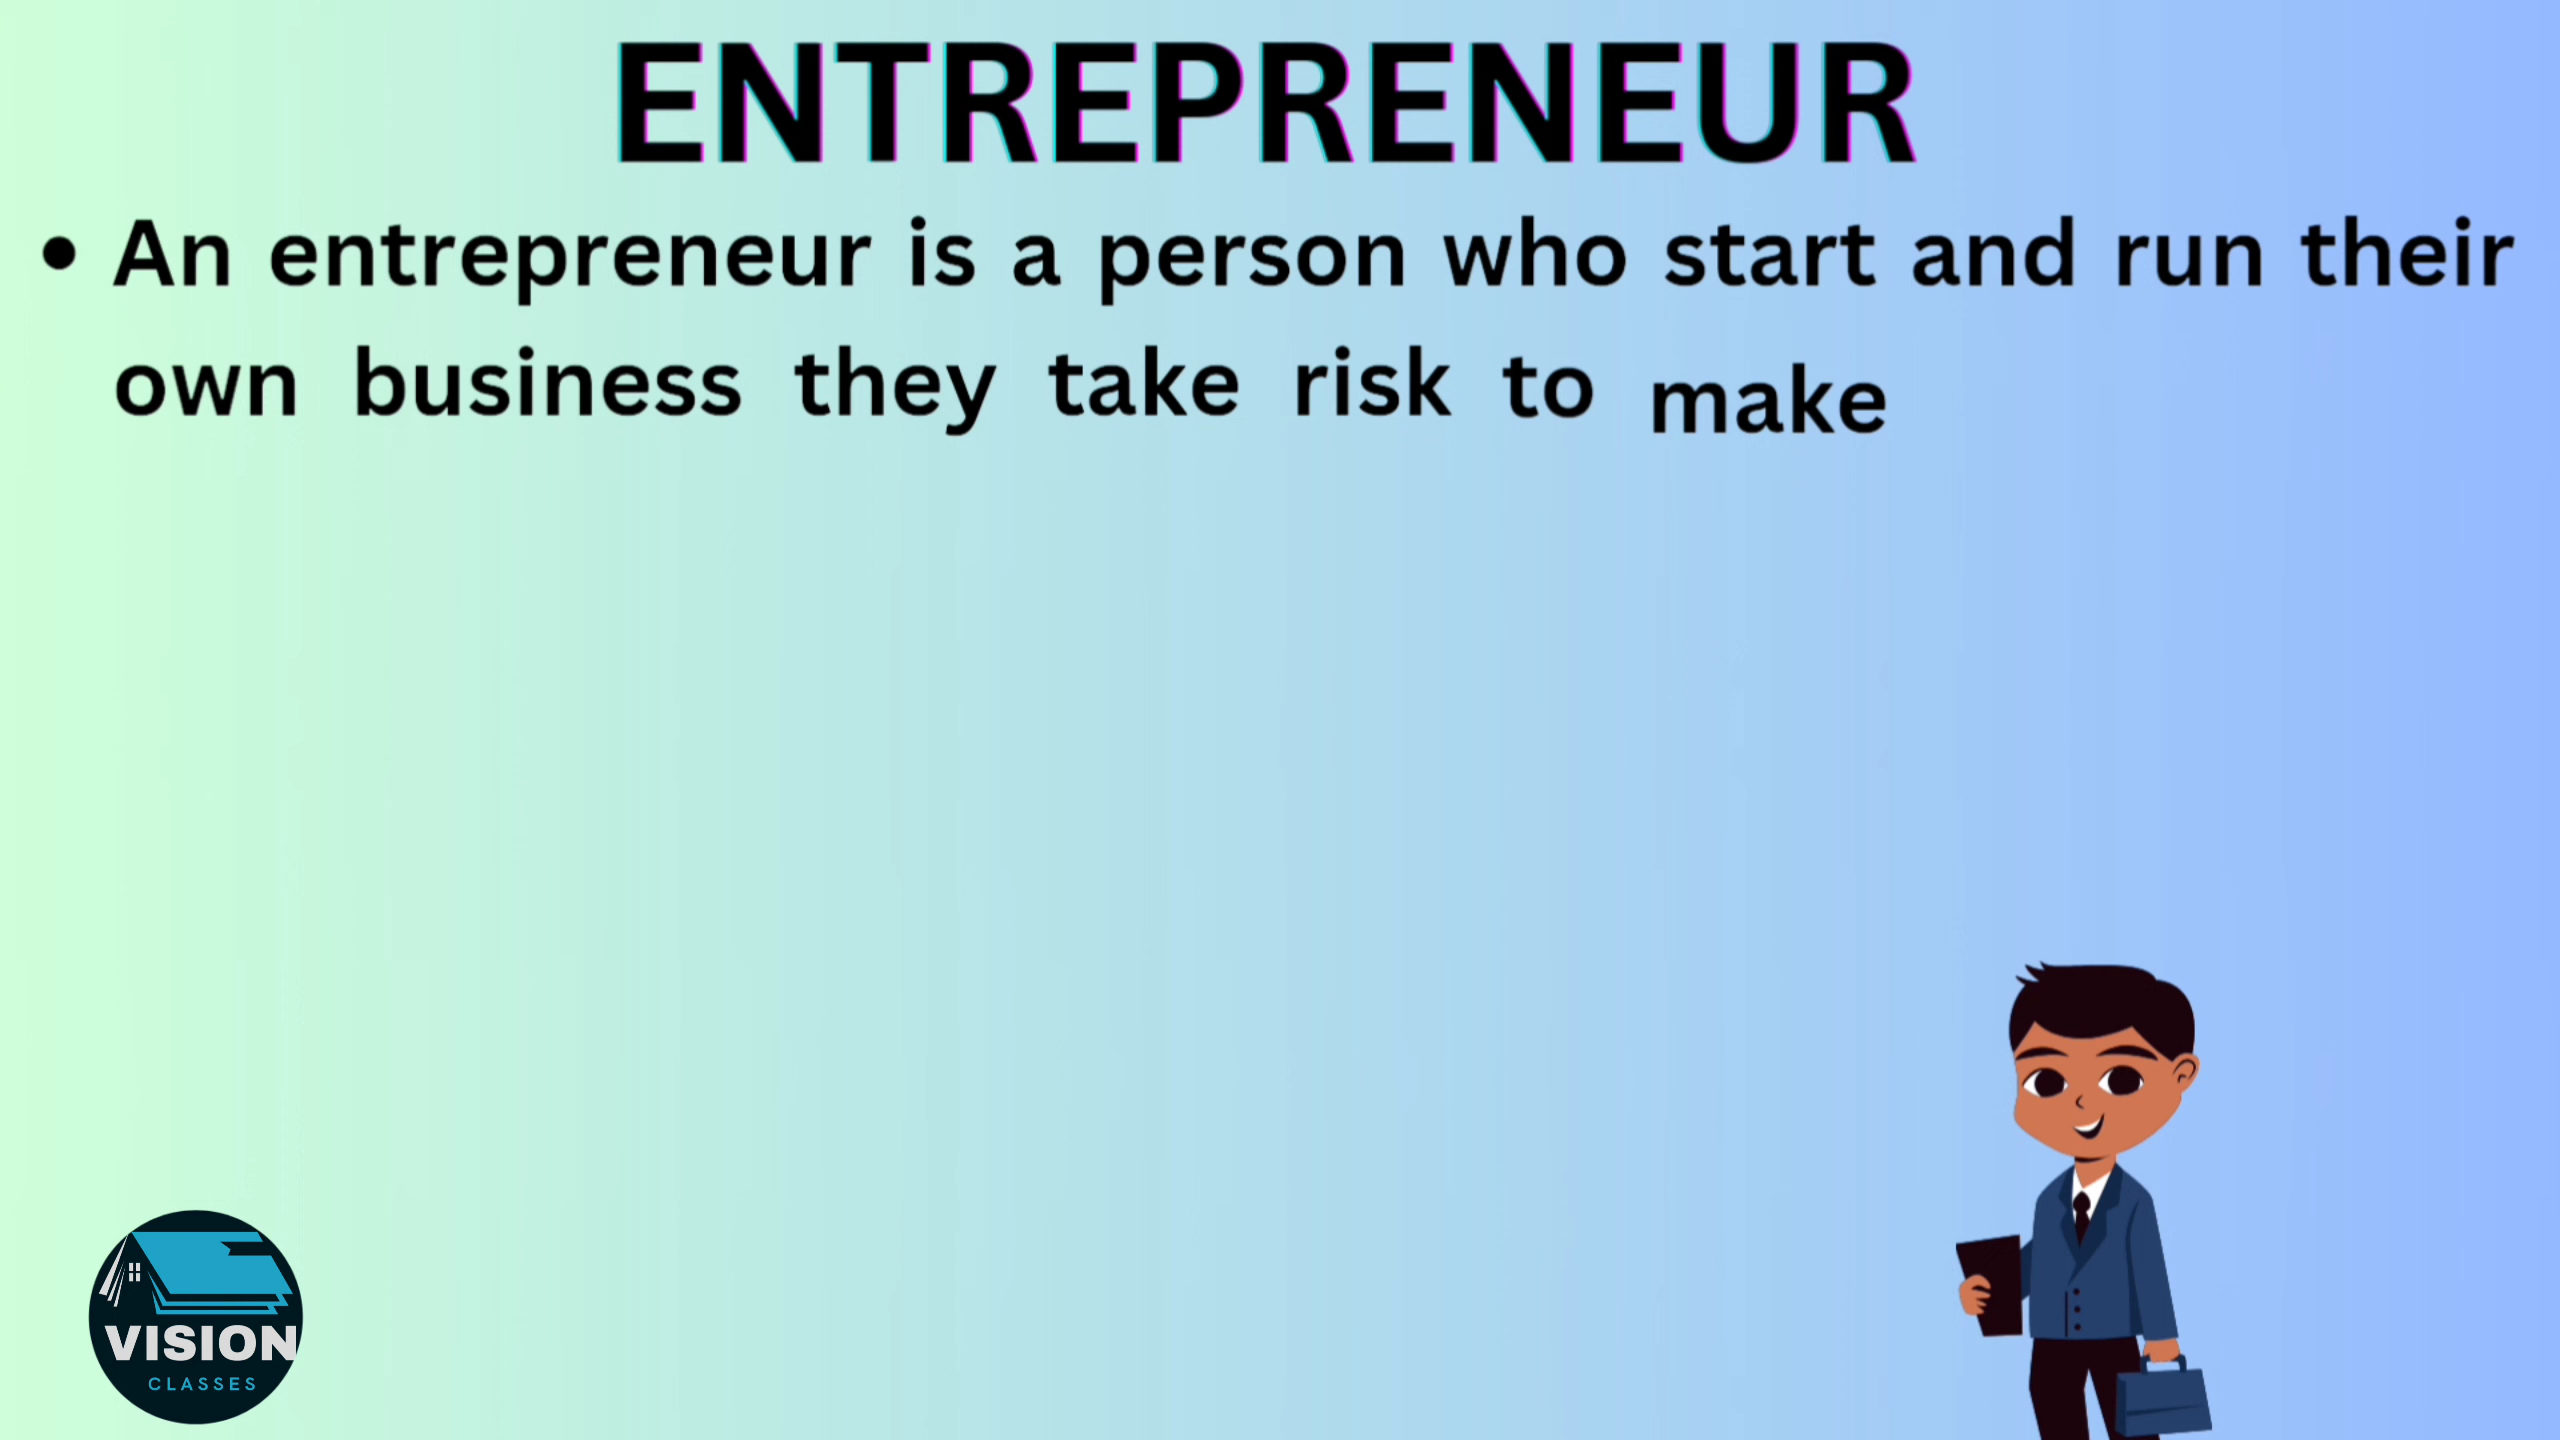 ENTREPRENEUR
• An entrepreneur is a person who start and run their
own business they take risk to make
VISION
CLASSES